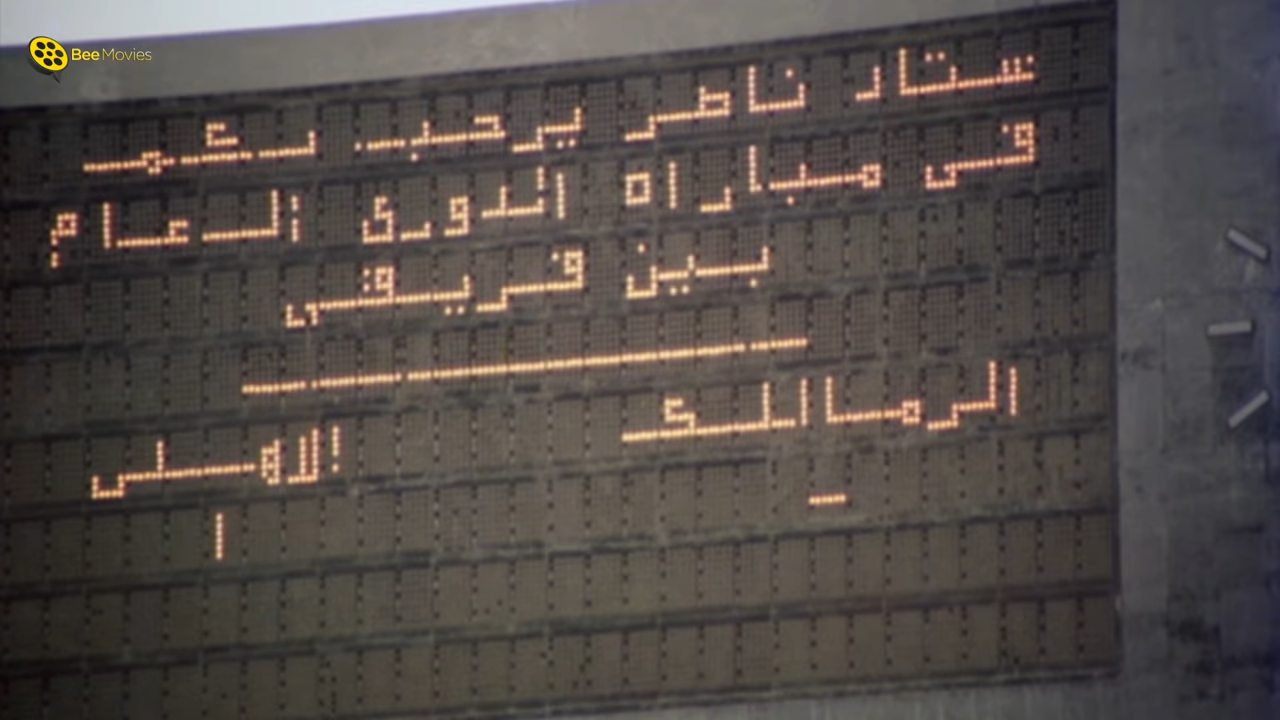 BeeMovies
ستاد ناصر يرحب بكم
فى مباراه الدورى العام
بين فريقى
الزمالك الاهلى
- ا